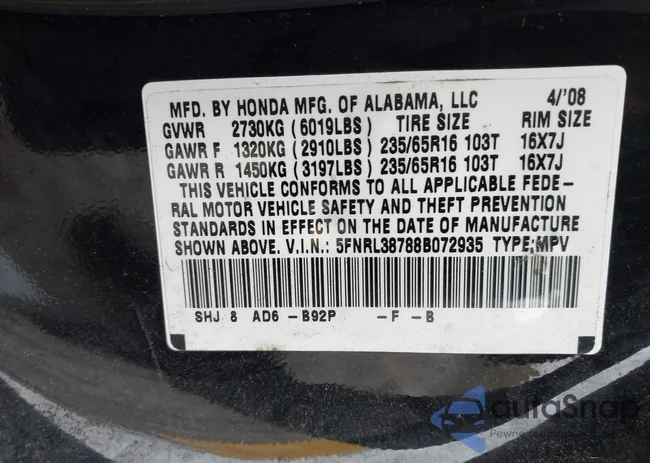 MFD. BY HONDA MFG. OF ALABAMA, LLC 4/'08
GVWR 2730KG (6019LBS) TIRE SIZE RIM SIZE
GAWR F 1320KG (2910LBS) 235/65R16 103T 16X7J
GAWR R 1450KG (3197LBS) 235/65R16 103T 16X7J
THIS VEHICLE CONFORMS TO ALL APPLICABLE FEDE-
RAL MOTOR VEHICLE SAFETY AND THEFT PREVENTION
STANDARDS IN EFFECT ON THE DATE OF MANUFACTURE
SHOWN ABOVE. V.I.N.: 5FNRL38788B072935 TYPE:MPV
SHJ 8 AD6 -B92P -F -B
autoSnap